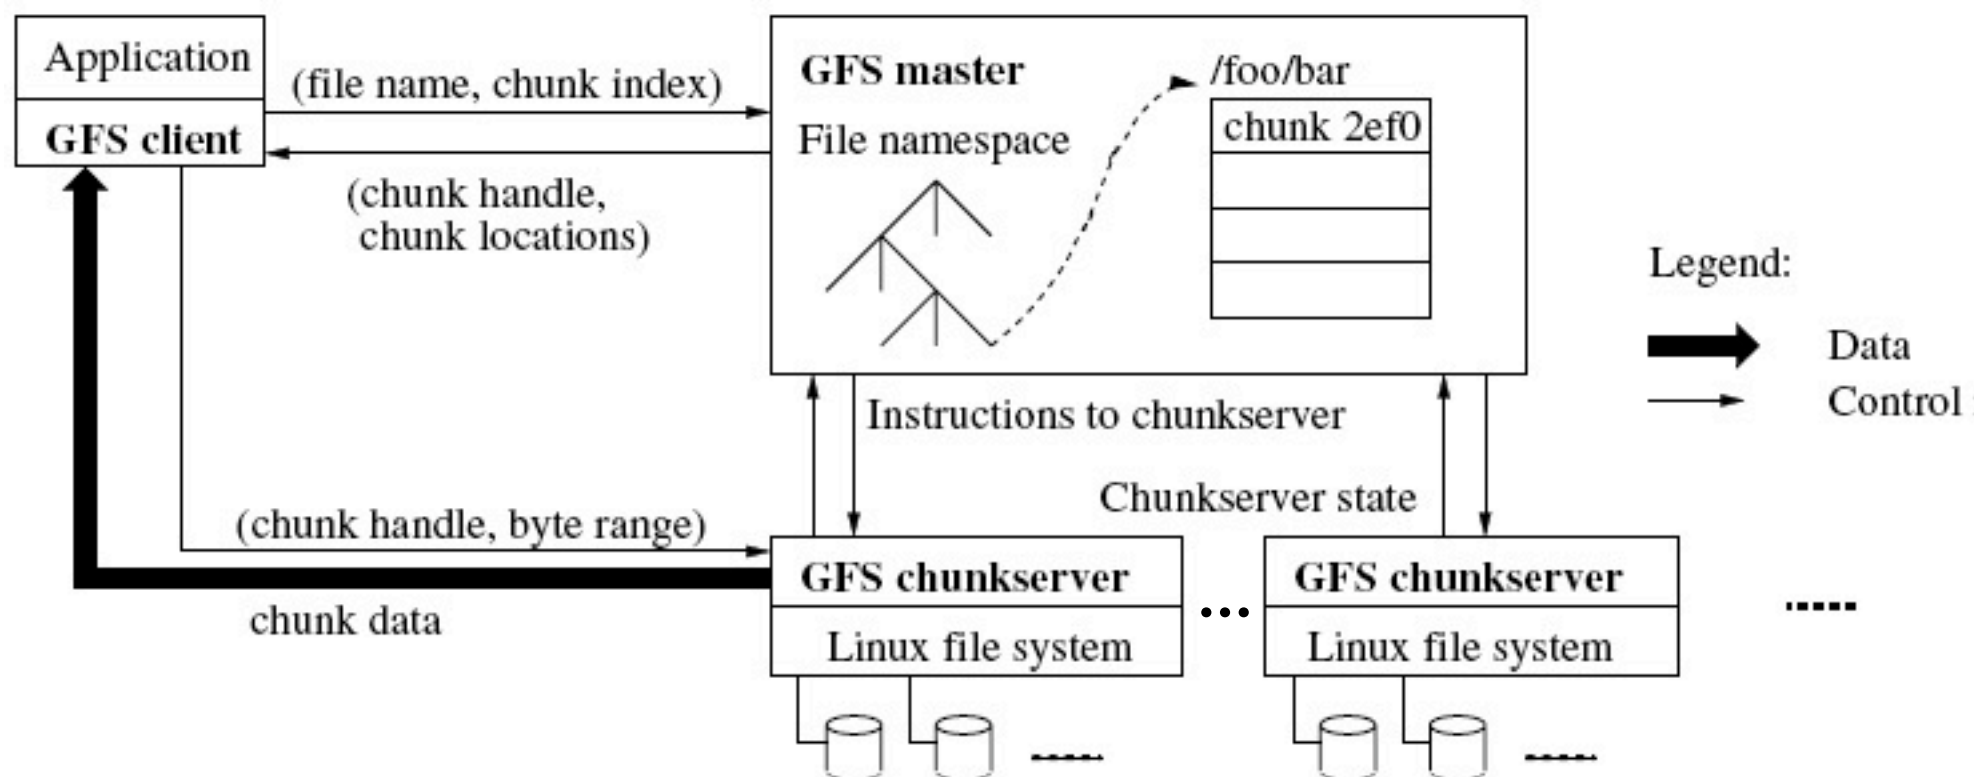 Application
GFS client
(file name, chunk index)
(chunk handle,
chunk locations)
GFS master
File namespace
/foo/bar
chunk 2ef0
Legend:
Data
Control
Instructions to chunkserver
Chunkserver state
(chunk handle, byte range)
chunk data
GFS chunkserver
Linux file system
GFS chunkserver
Linux file system